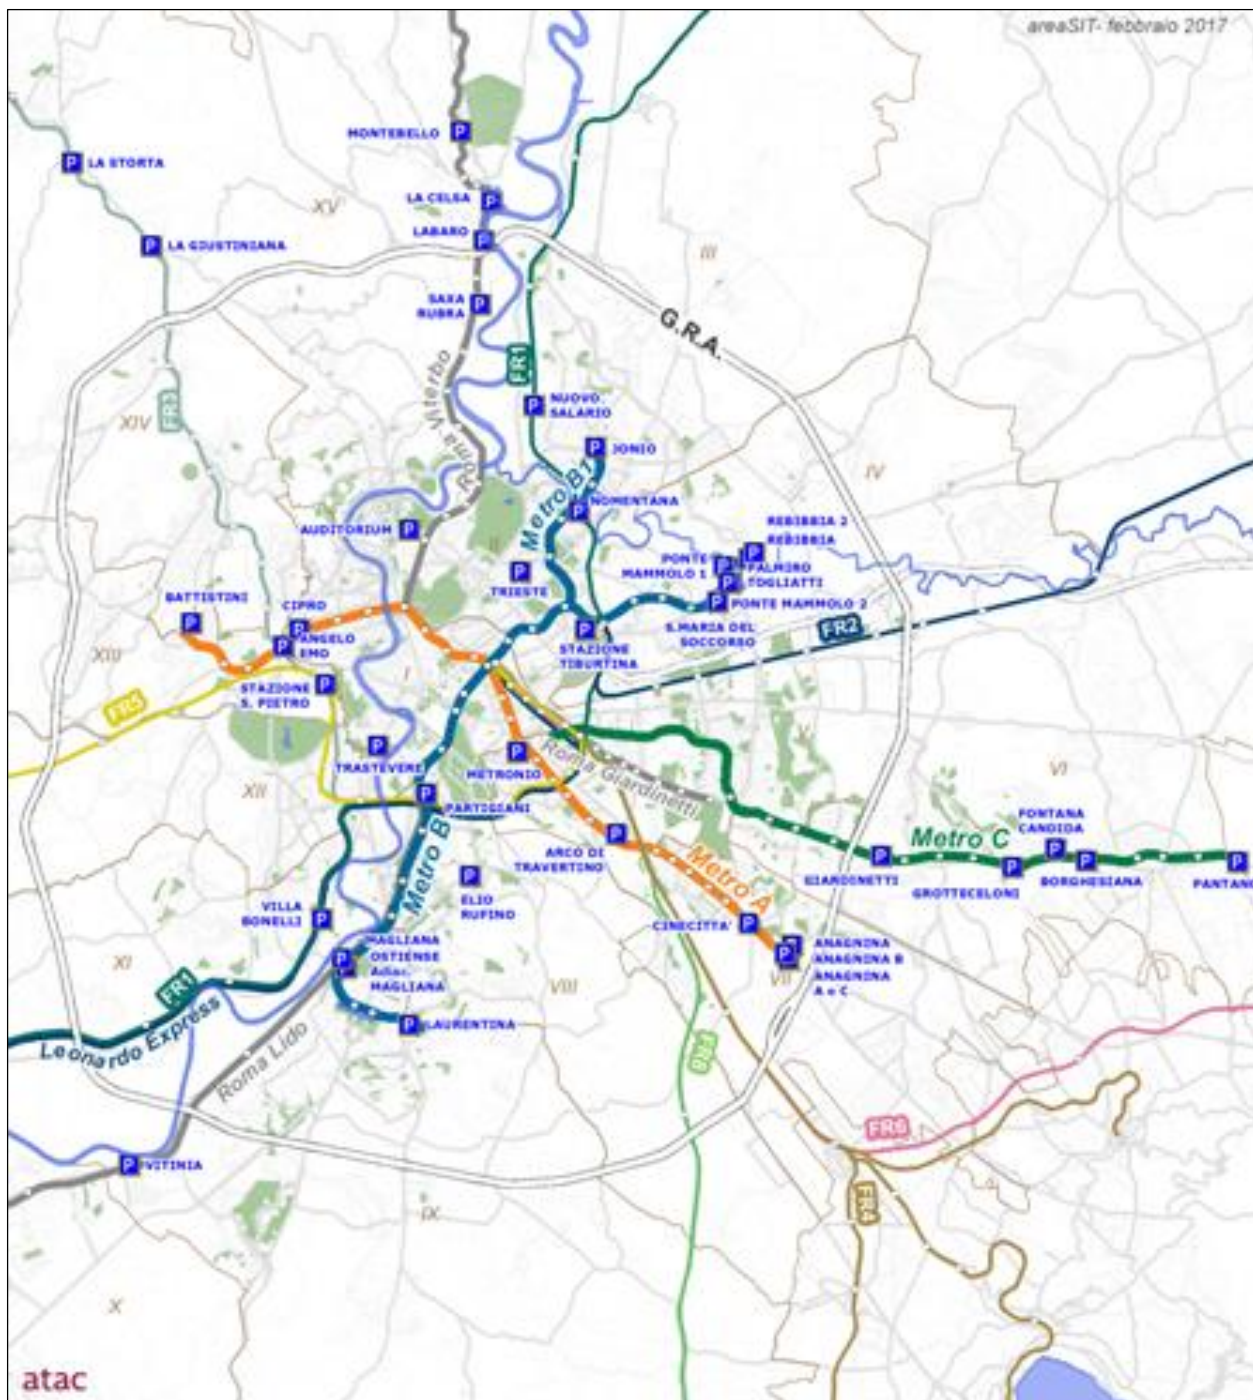 areaSIT- febbraio 2017
MONTEBELLO
LA STORTA
LA CELSA
XV
LABARO
LA GIUSTINIANA
III
SAXA
RUBRA
G.R.A.
FR1
Roma Viterbo
FR3
NUOVO
SALARIO
XIV
JONIO
IV
Metro B1
NOMENTANA
REBIBBIA 2
REBIBBIA
AUDITORIUM
II
PONTE
MAMMOLO 1
PALMIRO
TOGLIATTI
TRIESTE
BATTISTINI
CIPRO
PONTE MAMMOLO 2
ANGELO
EMO
S.MARIA DEL
SOCCORSO
FR2
XIII
STAZIONE
TIBURTINA
I
STAZIONE
S. PIETRO
FR5
V
TRASTEVERE
METRONIO
Roma Giardinetti
VI
XII
PARTIGIANI
FONTANA
CANDIDA
Metro B
Metro C
ARCO DI
TRAVERTINO
Metro A
GIARDINETTI
GROTTECELONI
BORGHESIANA
PANTANO
ELIO
RUFINO
VILLA
BONELLI
CINECITTA'
MAGLIANA
OSTIENSE
Adiac.
MAGLIANA
ANAGNINA
ANAGNINA B
ANAGNINA
A e C
XI
VII
VIII
FR1
Leonardo Express
LAURENTINA
Roma Lido
FR8
FR6
VITINIA
FR4
IX
X
atac